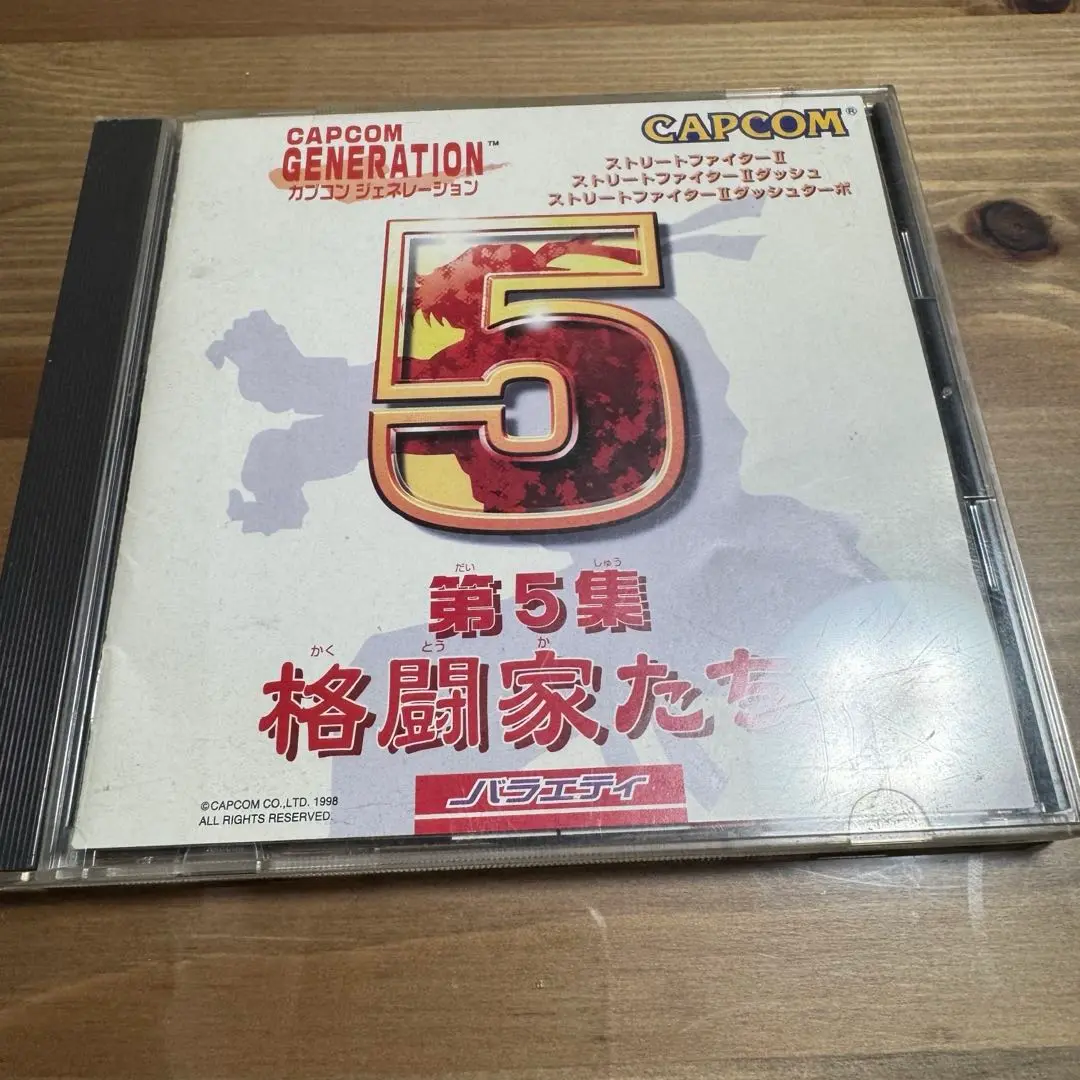 CAPCOM
GENERATION™
カプコン ジェネレーション
CAPCOM®
ストリートファイターⅡ
ストリートファイターⅡダッシュ
ストリートファイターⅡダッシュターボ
5
だい しゅう
第5集
かく とう か
格闘家たち
バラエティ
©CAPCOM CO.,LTD. 1998
ALL RIGHTS RESERVED.